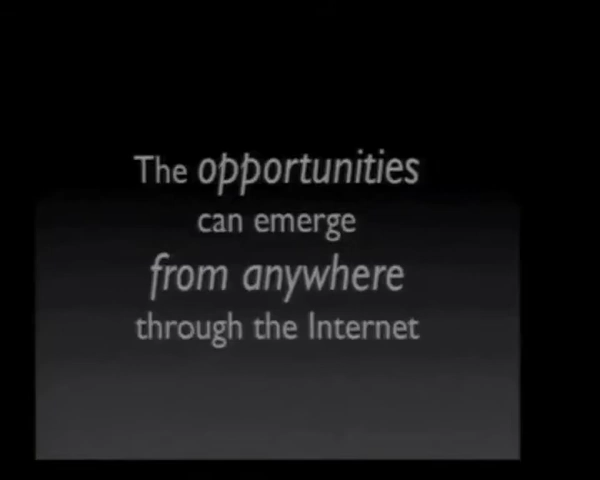 The opportunities
can emerge
from anywhere
through the Internet